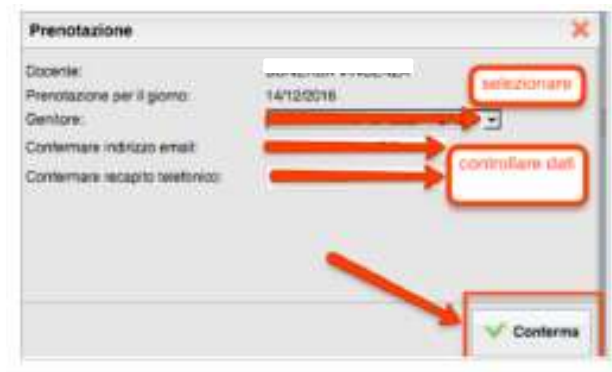 Prenotazione
Docente:
selezionare
Prenotazione per il giorno: 14/12/2016
Genitore:
Confermare indirizzo email:
controllare dati
Confermare recapito telefonico:
Conferma